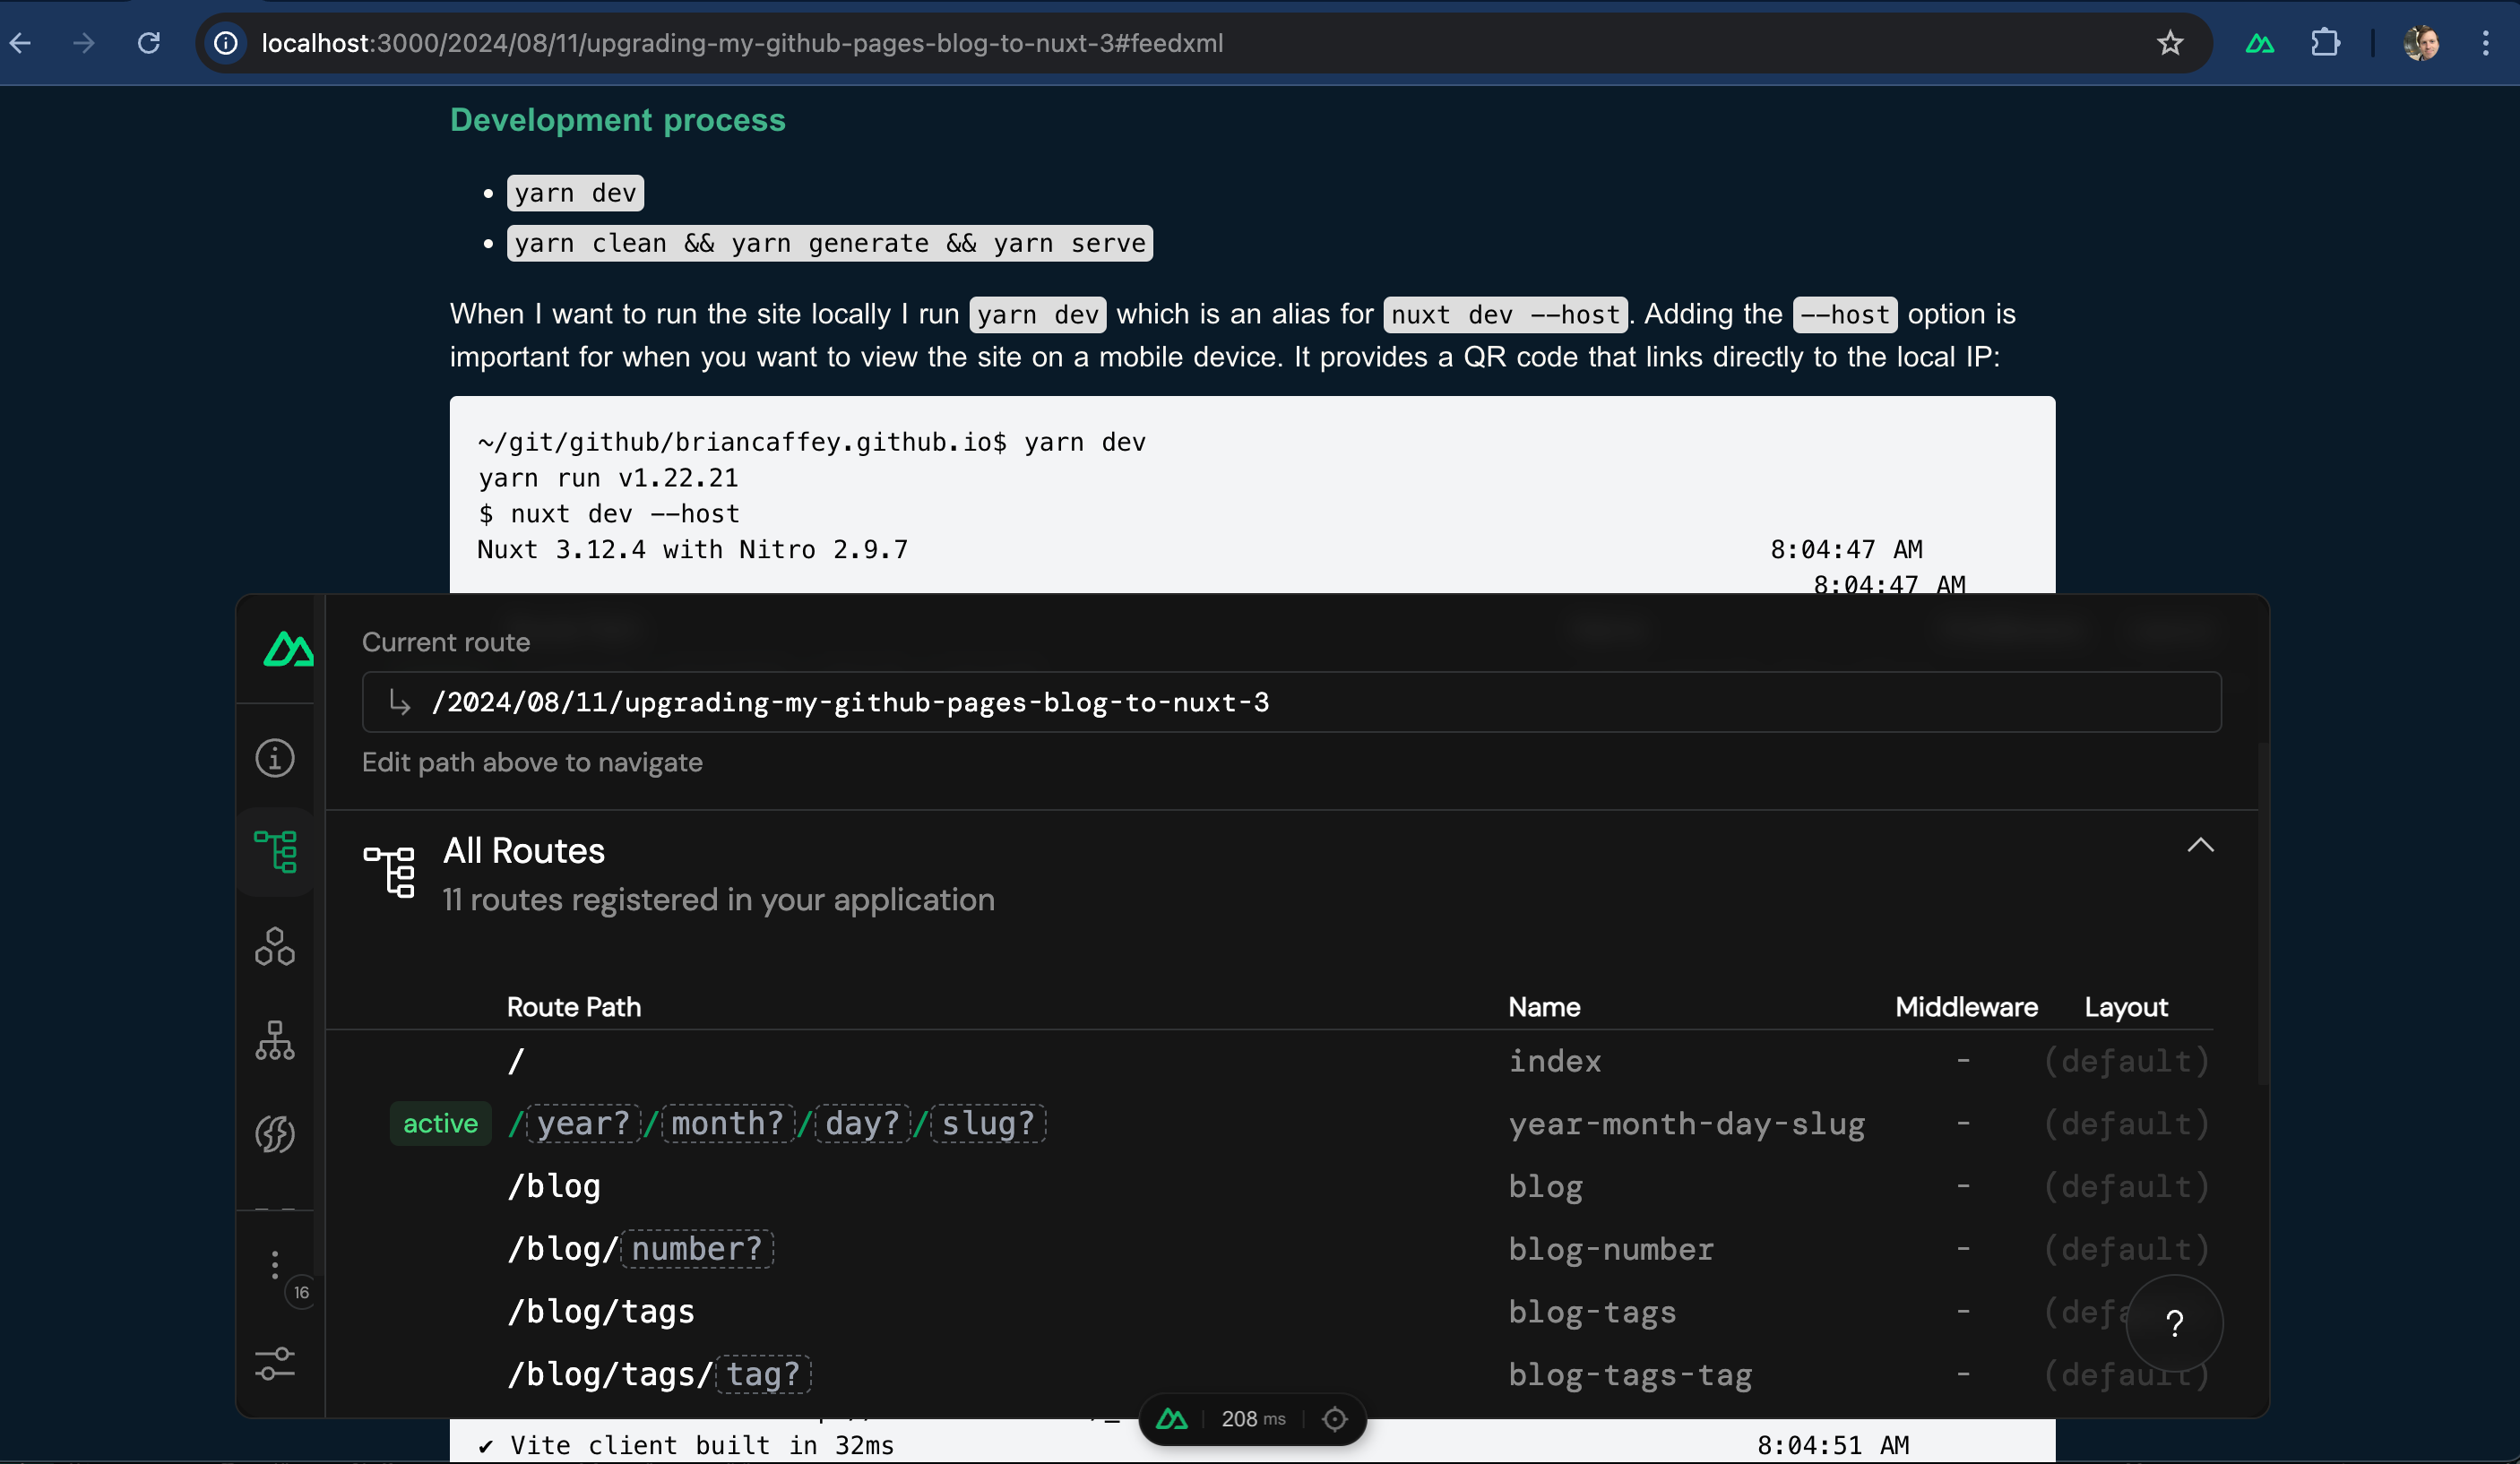 localhost:3000/2024/08/11/upgrading-my-github-pages-blog-to-nuxt-3#feedxml
Development process
• yarn dev
• yarn clean && yarn generate && yarn serve
When I want to run the site locally I run yarn dev which is an alias for nuxt dev --host. Adding the --host option is
important for when you want to view the site on a mobile device. It provides a QR code that links directly to the local IP:
~/git/github/briancaffey.github.io$ yarn dev
yarn run v1.22.21
$ nuxt dev --host
Nuxt 3.12.4 with Nitro 2.9.7 8:04:47 AM
8:04:47 AM
Current route
/2024/08/11/upgrading-my-github-pages-blog-to-nuxt-3
Edit path above to navigate
All Routes
11 routes registered in your application
Route Path Name Middleware Layout
/ index - (default)
active /year?/month?/day?/slug? year-month-day-slug - (default)
/blog blog - (default)
/blog/number? blog-number - (default)
/blog/tags blog-tags -
/blog/tags/tag? blog-tags-tag - (default)
16
?
208 ms
✔ Vite client built in 32ms 8:04:51 AM